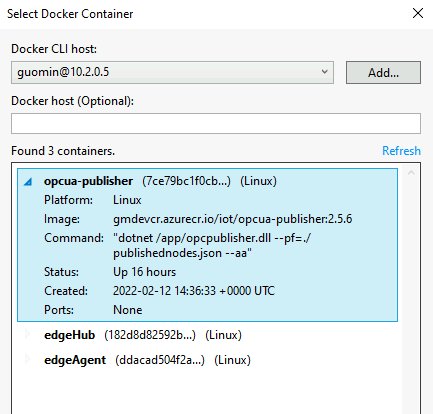 Select Docker Container
Docker CLI host:
guomin@10.2.0.5
Add...
Docker host (Optional):
Found 3 containers.
Refresh
opcua-publisher (7ce79bc1f0cb...) (Linux)
Platform: Linux
Image: gmdevcr.azurecr.io/iot/opcua-publisher:2.5.6
Command: "dotnet /app/opcpublisher.dll --pf=./
publishednodes.json --aa"
Status: Up 16 hours
Created: 2022-02-12 14:36:33 +0000 UTC
Ports: None
edgeHub (182d8d82592b...) (Linux)
edgeAgent (ddacad504f2a...) (Linux)